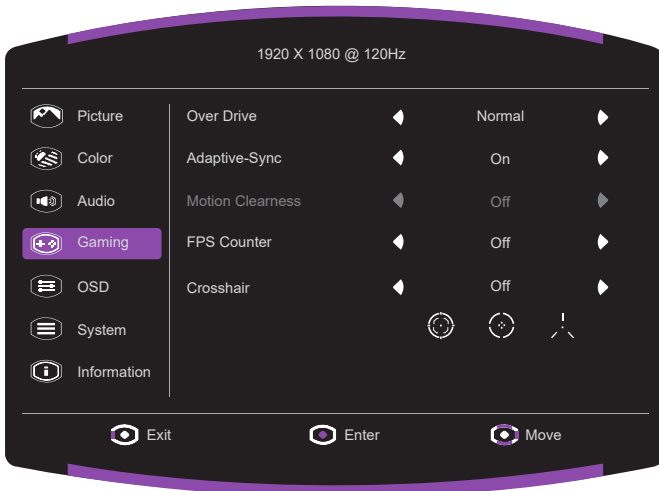 1920 X 1080 @ 120Hz
Picture Over Drive Normal
Color Adaptive-Sync On
Audio Motion Clearness Off
Gaming FPS Counter Off
OSD Crosshair Off
System
Information
Exit Enter Move